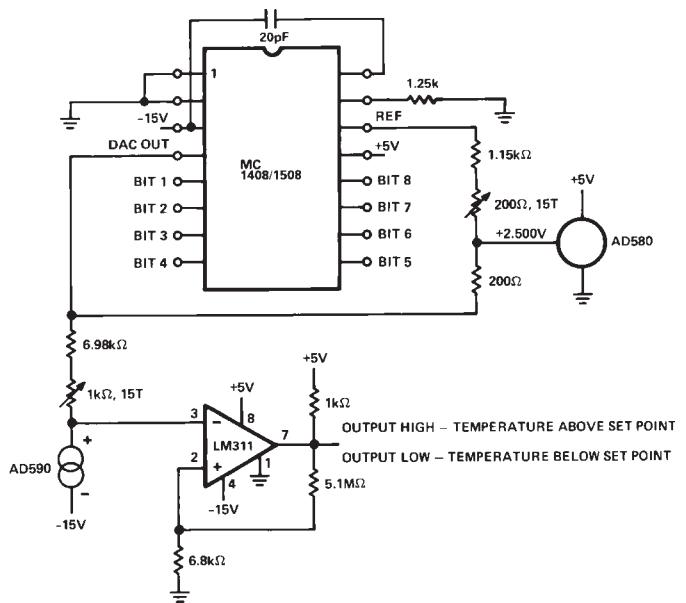 20pF
1
1.25k
-15V
REF
DAC OUT
+5V
1.15kΩ
MC
1408/1508
BIT 1
BIT 8
+5V
BIT 2
BIT 7
200Ω, 15T
+2.500V
AD580
BIT 3
BIT 6
BIT 4
BIT 5
200Ω
6.98kΩ
+5V
1kΩ, 15T
+5V
1kΩ
3
-
8
7
OUTPUT HIGH – TEMPERATURE ABOVE SET POINT
+
LM311
AD590
2
+
1
OUTPUT LOW – TEMPERATURE BELOW SET POINT
-
4
5.1MΩ
-15V
-15V
6.8kΩ